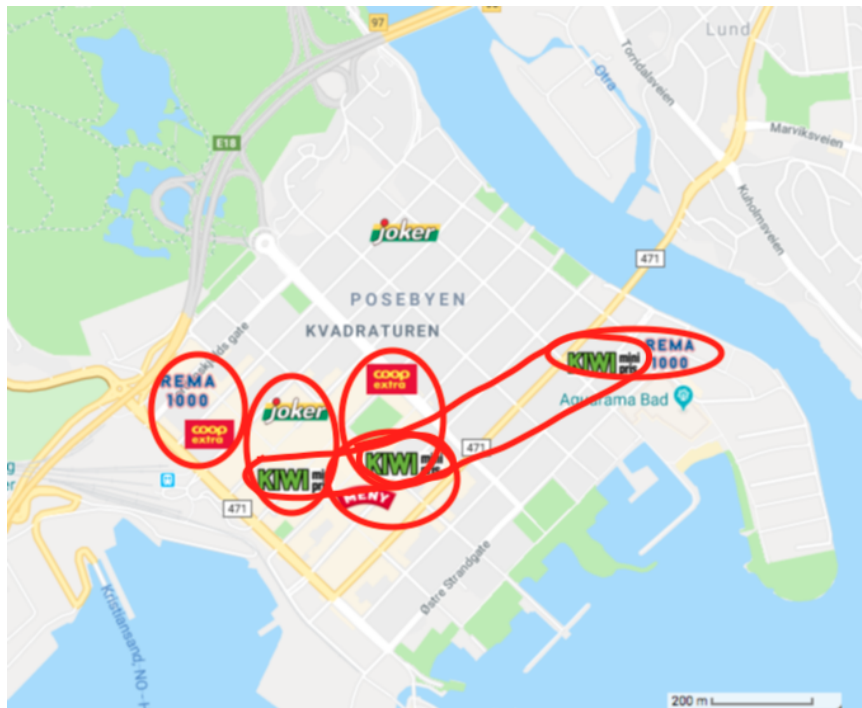 97
Lund
Otra
Torridalsveien
Marviksveien
E18
Kuholmsveien
joker
471
POSEBYEN
KVADRATUREN
KIWI mini pris
REMA 1000
REMA 1000
coop extra
Aquarama Bad
joker
coop extra
KIWI mini pris
KIWI mini pris
471
MENY
471
Østre Strandgate
Kristiansand, NO-H
200 m